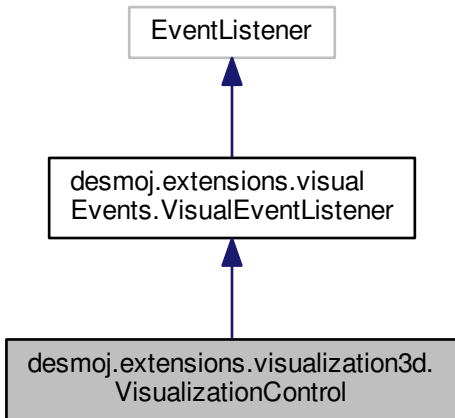 EventListener
desmoj.extensions.visual
Events.VisualEventListener
desmoj.extensions.visualization3d.
VisualizationControl